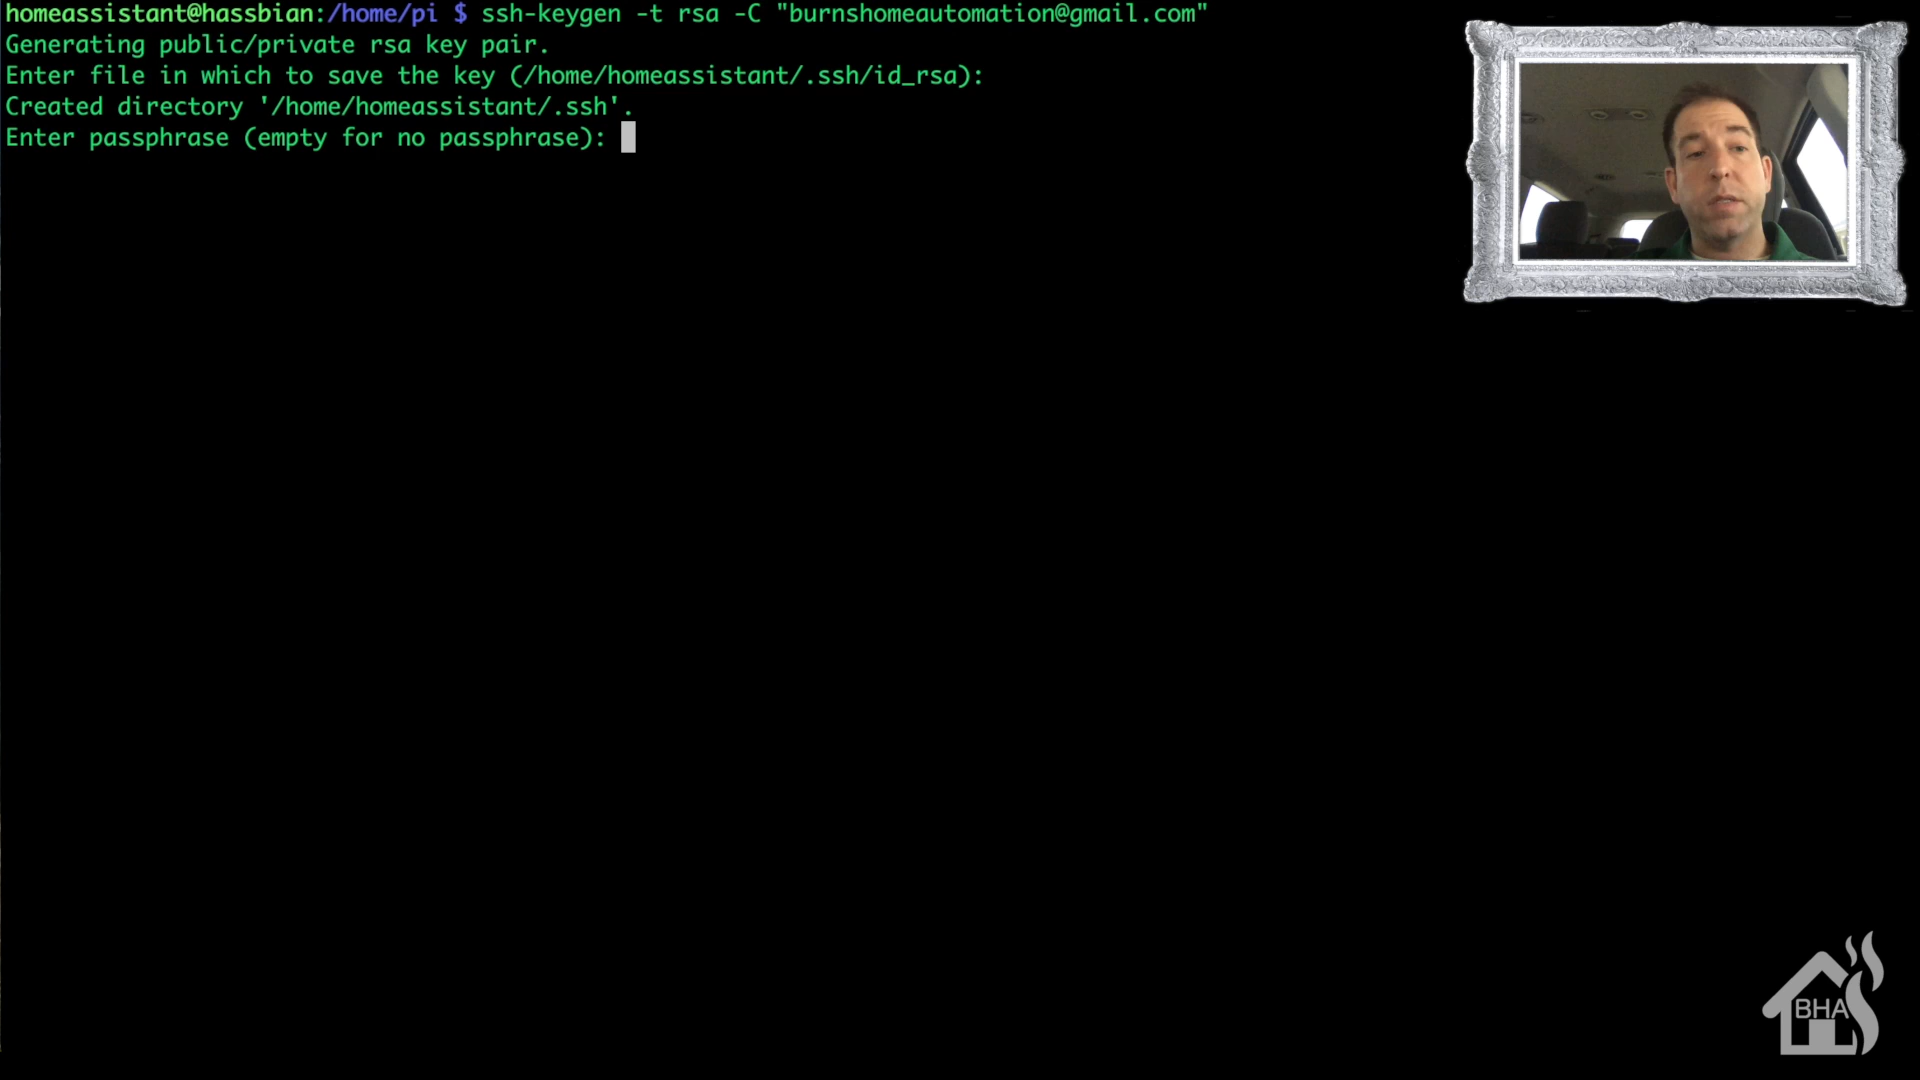 homeassistant@hassbian:/home/pi $ ssh-keygen -t rsa -C "burnshomeautomation@gmail.com"
Generating public/private rsa key pair.
Enter file in which to save the key (/home/homeassistant/.ssh/id_rsa):
Created directory '/home/homeassistant/.ssh'.
Enter passphrase (empty for no passphrase):
BHA